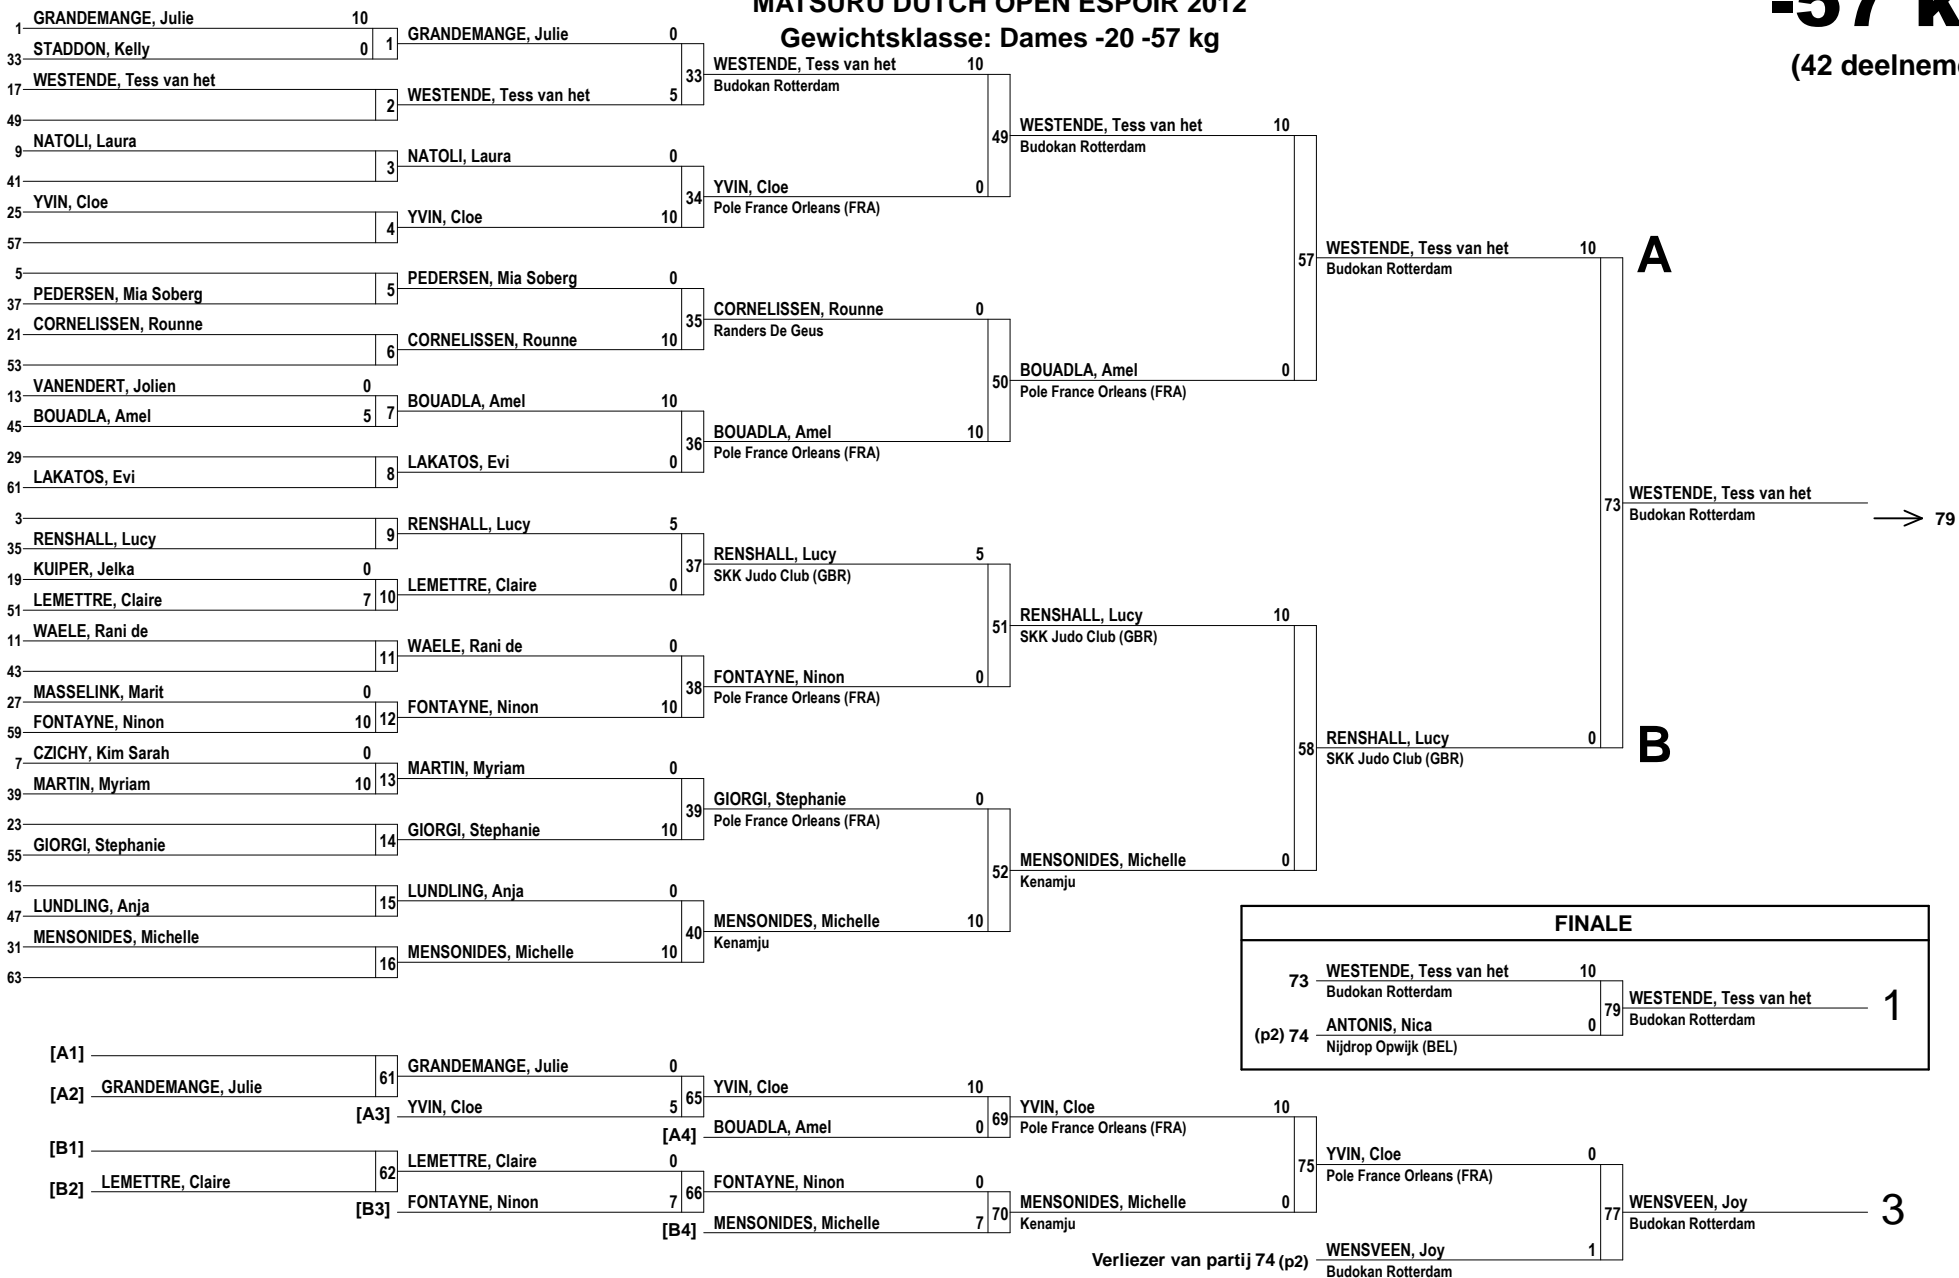 MATSURU DUTCH OPEN ESPOIR 2012
Gewichtsklasse: Dames -20 -57 kg
-57 k
(42 deelneme
1 GRANDEMANGE, Julie 10
33 STADDON, Kelly 0
1
17 WESTENDE, Tess van het
49
2
9 NATOLI, Laura
41
3
25 YVIN, Cloe
57
4
5
37 PEDERSEN, Mia Soberg
5
21 CORNELISSEN, Rounne
53
6
13 VANENDERT, Jolien 0
45 BOUADLA, Amel 5
7
29
61 LAKATOS, Evi
8
3
35 RENSHALL, Lucy
9
19 KUIPER, Jelka 0
51 LEMETTRE, Claire 7
10
11 WAELE, Rani de
43
11
27 MASSELINK, Marit 0
59 FONTAYNE, Ninon 10
12
7 CZICHY, Kim Sarah 0
39 MARTIN, Myriam 10
13
23
55 GIORGI, Stephanie
14
15
47 LUNDLING, Anja
15
31 MENSONIDES, Michelle
63
16
GRANDEMANGE, Julie 0
WESTENDE, Tess van het 5
33
NATOLI, Laura 0
YVIN, Cloe 10
34
PEDERSEN, Mia Soberg 0
CORNELISSEN, Rounne 10
35
BOUADLA, Amel 10
LAKATOS, Evi 0
36
RENSHALL, Lucy 5
LEMETTRE, Claire 0
37
WAELE, Rani de 0
FONTAYNE, Ninon 10
38
MARTIN, Myriam 0
GIORGI, Stephanie 10
39
LUNDLING, Anja 0
MENSONIDES, Michelle 10
40
WESTENDE, Tess van het 10
Budokan Rotterdam
49
YVIN, Cloe 0
Pole France Orleans (FRA)
CORNELISSEN, Rounne 0
Randers De Geus
50
BOUADLA, Amel 10
Pole France Orleans (FRA)
RENSHALL, Lucy 5
SKK Judo Club (GBR)
51
FONTAYNE, Ninon 0
Pole France Orleans (FRA)
GIORGI, Stephanie 0
Pole France Orleans (FRA)
52
MENSONIDES, Michelle 10
Kenamju
WESTENDE, Tess van het 10
Budokan Rotterdam
57
BOUADLA, Amel 0
Pole France Orleans (FRA)
RENSHALL, Lucy 10
SKK Judo Club (GBR)
58
MENSONIDES, Michelle 0
Kenamju
WESTENDE, Tess van het 10
Budokan Rotterdam
A
73
RENSHALL, Lucy 0
SKK Judo Club (GBR)
B
WESTENDE, Tess van het
Budokan Rotterdam
79
FINALE
73 WESTENDE, Tess van het 10
Budokan Rotterdam
(p2) 74 ANTONIS, Nica 0
Nijdrop Opwijk (BEL)
79
WESTENDE, Tess van het
Budokan Rotterdam
1
[A1]
[A2] GRANDEMANGE, Julie
61
GRANDEMANGE, Julie 0
[A3] YVIN, Cloe 5
65
YVIN, Cloe 10
[A4] BOUADLA, Amel 0
69
YVIN, Cloe 10
Pole France Orleans (FRA)
[B1]
[B2] LEMETTRE, Claire
62
LEMETTRE, Claire 0
[B3] FONTAYNE, Ninon 7
66
FONTAYNE, Ninon 0
[B4] MENSONIDES, Michelle 7
70
MENSONIDES, Michelle 0
Kenamju
75
YVIN, Cloe 0
Pole France Orleans (FRA)
Verliezer van partij 74 (p2) WENSVEEN, Joy 1
Budokan Rotterdam
77
WENSVEEN, Joy
Budokan Rotterdam
3